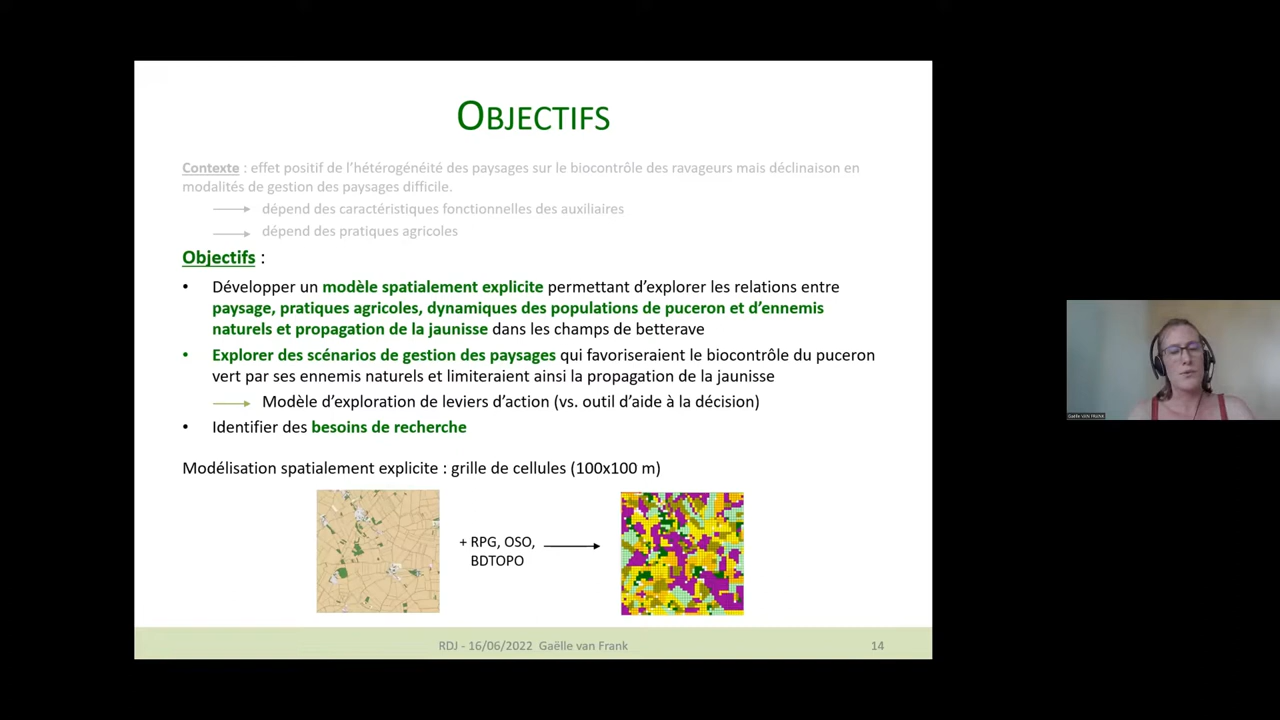 OBJECTIFS
Contexte : effet positif de l'hétérogénéité des paysages sur le biocontrôle des ravageurs mais déclinaison en
modalités de gestion des paysages difficile.
dépend des caractéristiques fonctionnelles des auxiliaires
dépend des pratiques agricoles
Objectifs :
• Développer un modèle spatialement explicite permettant d'explorer les relations entre
paysage, pratiques agricoles, dynamiques des populations de puceron et d'ennemis
naturels et propagation de la jaunisse dans les champs de betterave
• Explorer des scénarios de gestion des paysages qui favoriseraient le biocontrôle du puceron
vert par ses ennemis naturels et limiteraient ainsi la propagation de la jaunisse
Modèle d'exploration de leviers d'action (vs. outil d'aide à la décision)
• Identifier des besoins de recherche
Modélisation spatialement explicite : grille de cellules (100x100 m)
+ RPG, OSO,
BDTOPO
RDJ - 16/06/2022 Gaëlle van Frank
14
Gaëlle VAN FRANK